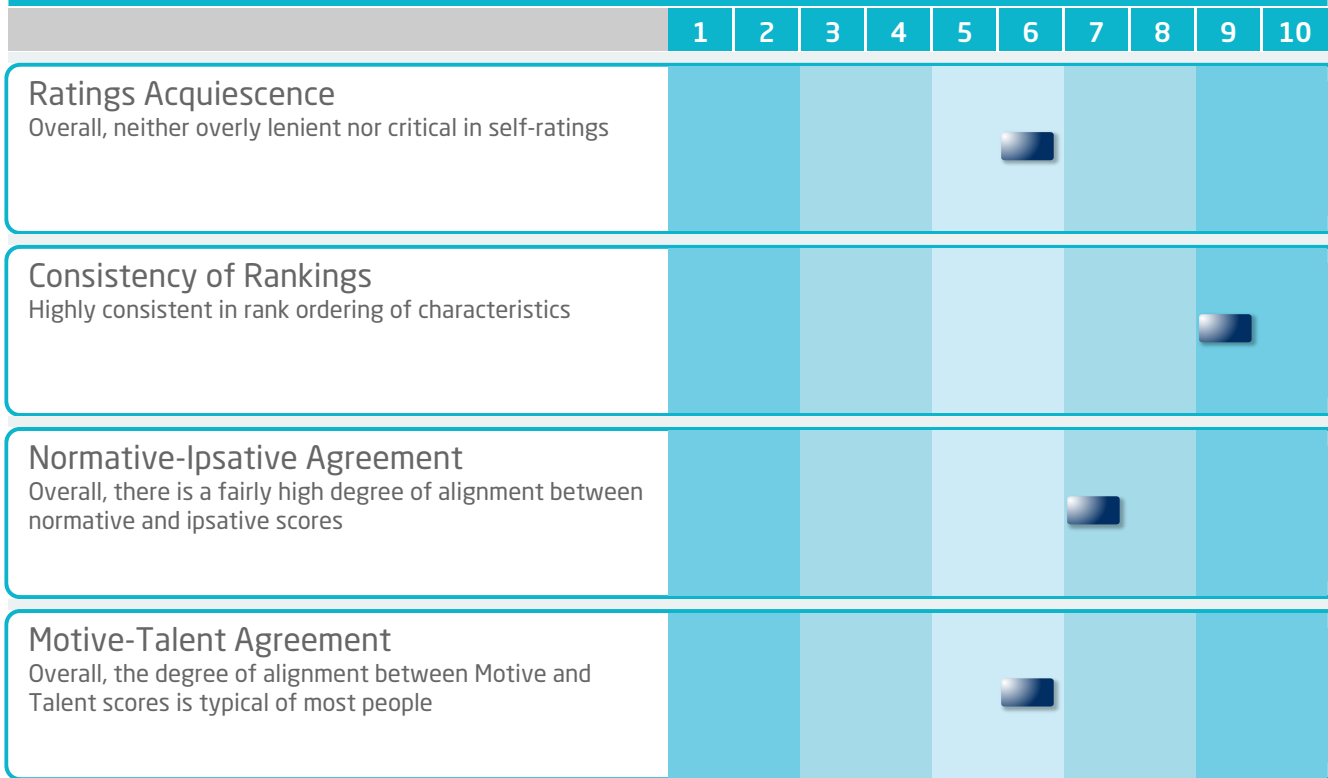 1 2 3 4 5 6 7 8 9 10
Ratings Acquiescence
Overall, neither overly lenient nor critical in self-ratings
Consistency of Rankings
Highly consistent in rank ordering of characteristics
Normative-Ipsative Agreement
Overall, there is a fairly high degree of alignment between
normative and ipsative scores
Motive-Talent Agreement
Overall, the degree of alignment between Motive and
Talent scores is typical of most people